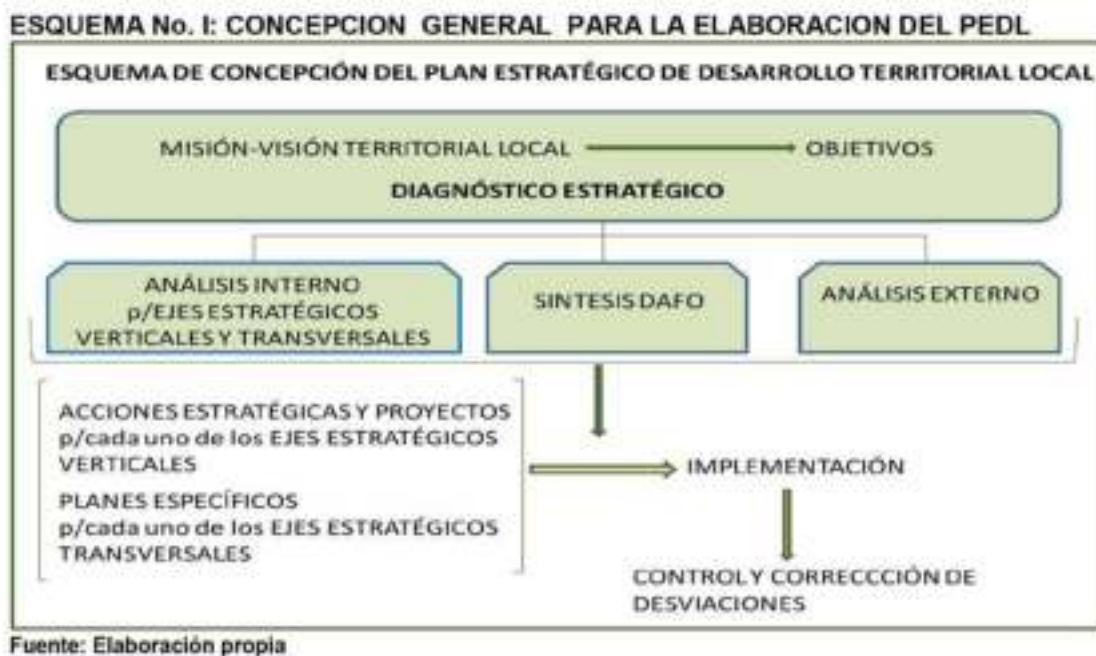 ESQUEMA No. I: CONCEPCION GENERAL PARA LA ELABORACION DEL PEDL
ESQUEMA DE CONCEPCIÓN DEL PLAN ESTRATÉGICO DE DESARROLLO TERRITORIAL LOCAL
MISIÓN-VISIÓN TERRITORIAL LOCAL OBJETIVOS
DIAGNÓSTICO ESTRATÉGICO
ANÁLISIS INTERNO
p/EJES ESTRATÉGICOS
VERTICALES Y TRANSVERSALES
SINTESIS DAFO
ANÁLISIS EXTERNO
ACCIONES ESTRATÉGICAS Y PROYECTOS
p/cada uno de los EJES ESTRATÉGICOS
VERTICALES
PLANES ESPECÍFICOS
p/cada uno de los EJES ESTRATÉGICOS
TRANSVERSALES
IMPLEMENTACIÓN
CONTROL Y CORRECCCIÓN DE
DESVIACIONES
Fuente: Elaboración propia